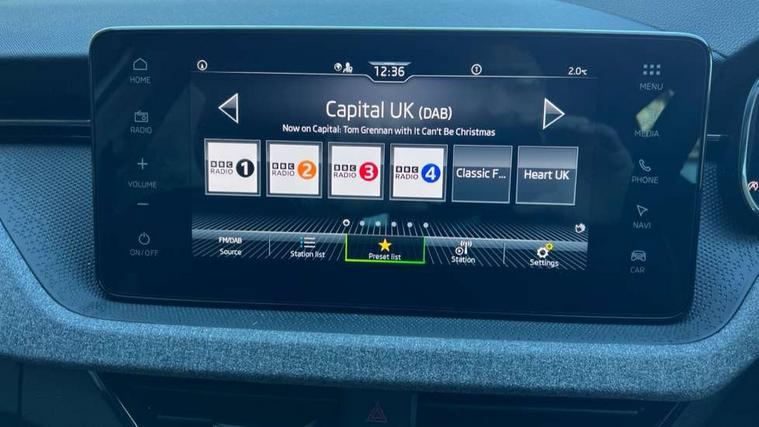 HOME
RADIO
VOLUME
ON/OFF
12:36
2.0°C
Capital UK (DAB)
Now on Capital: Tom Grennan with It Can't Be Christmas
BBC RADIO 1
BBC RADIO 2
BBC RADIO 3
BBC RADIO 4
Classic F...
Heart UK
FM/DAB
Source
Station list
Preset list
Station
Settings
MENU
MEDIA
PHONE
NAVI
CAR